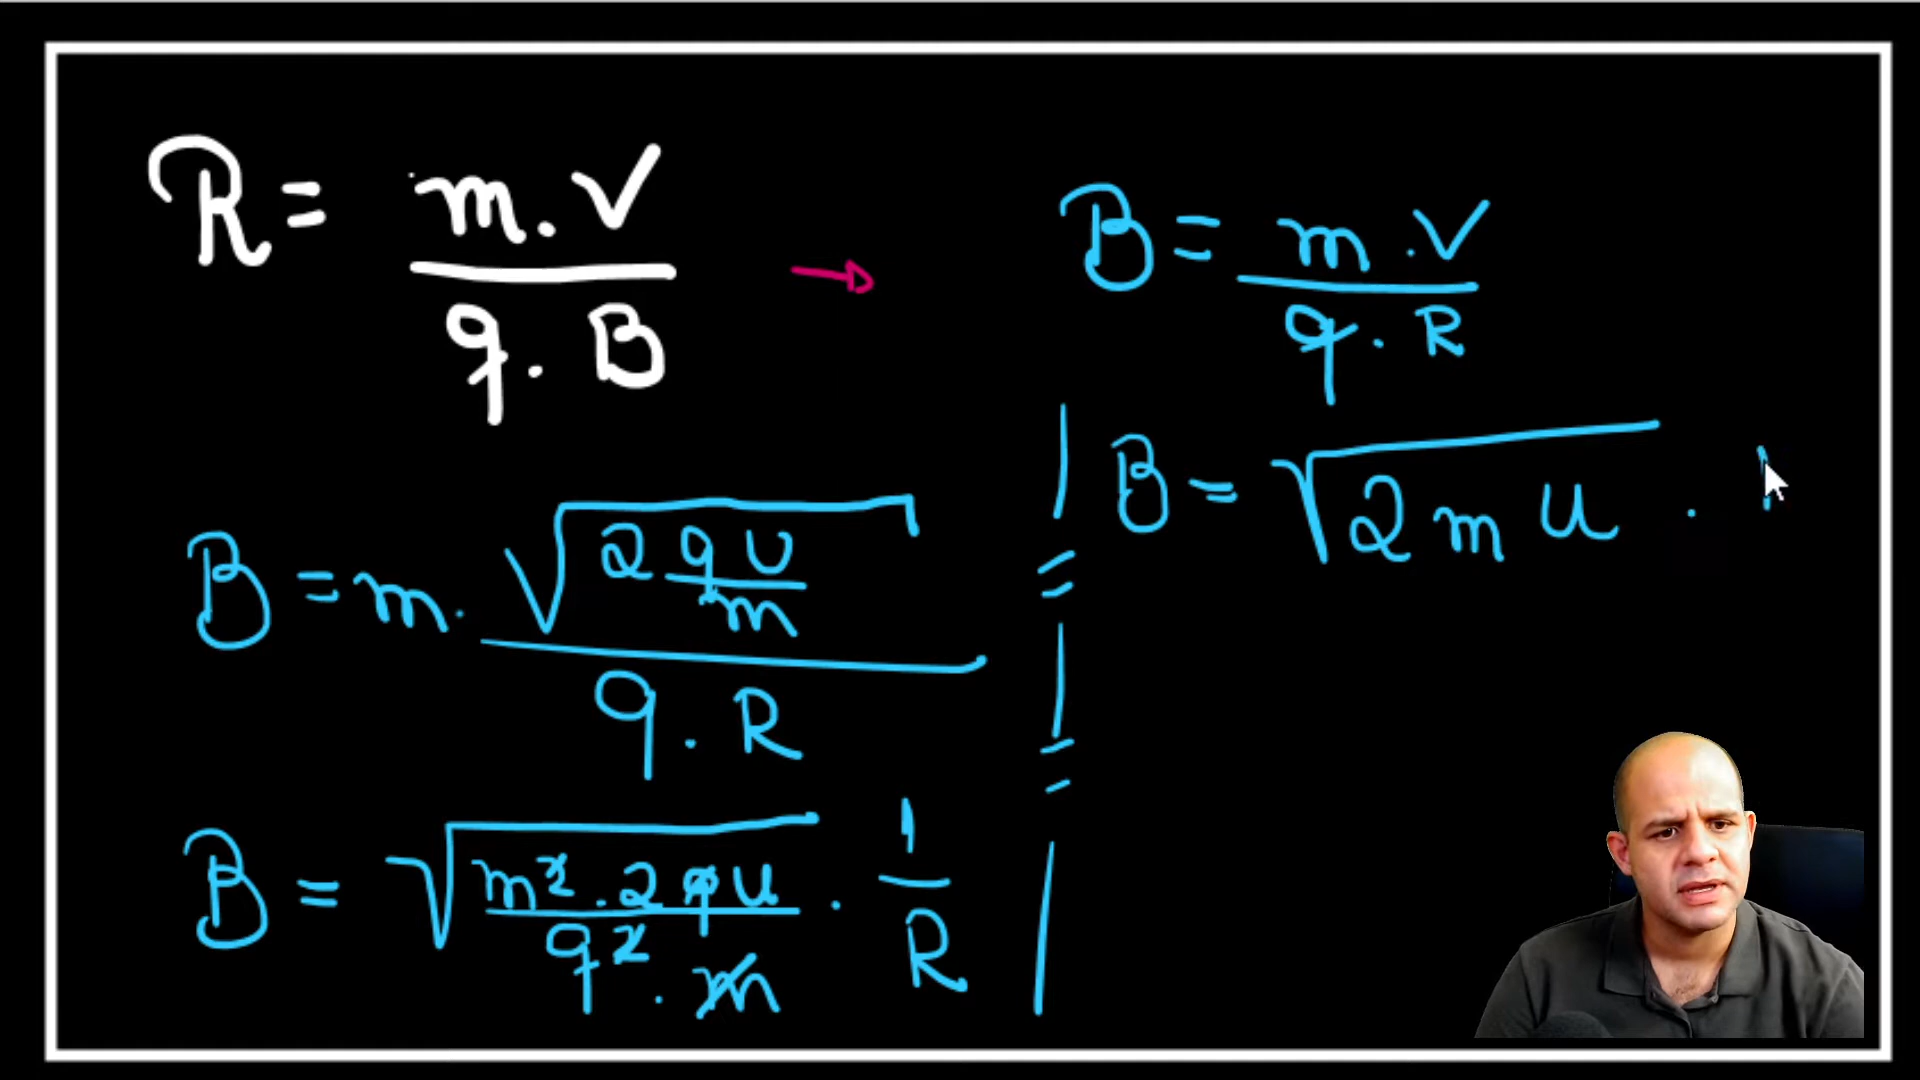 R = m.V / q.B → B = m.V / q.R
B = m.√(2qU/m) / q.R
B = √(m².2qU / q².m) . 1/R
B = √2mU .